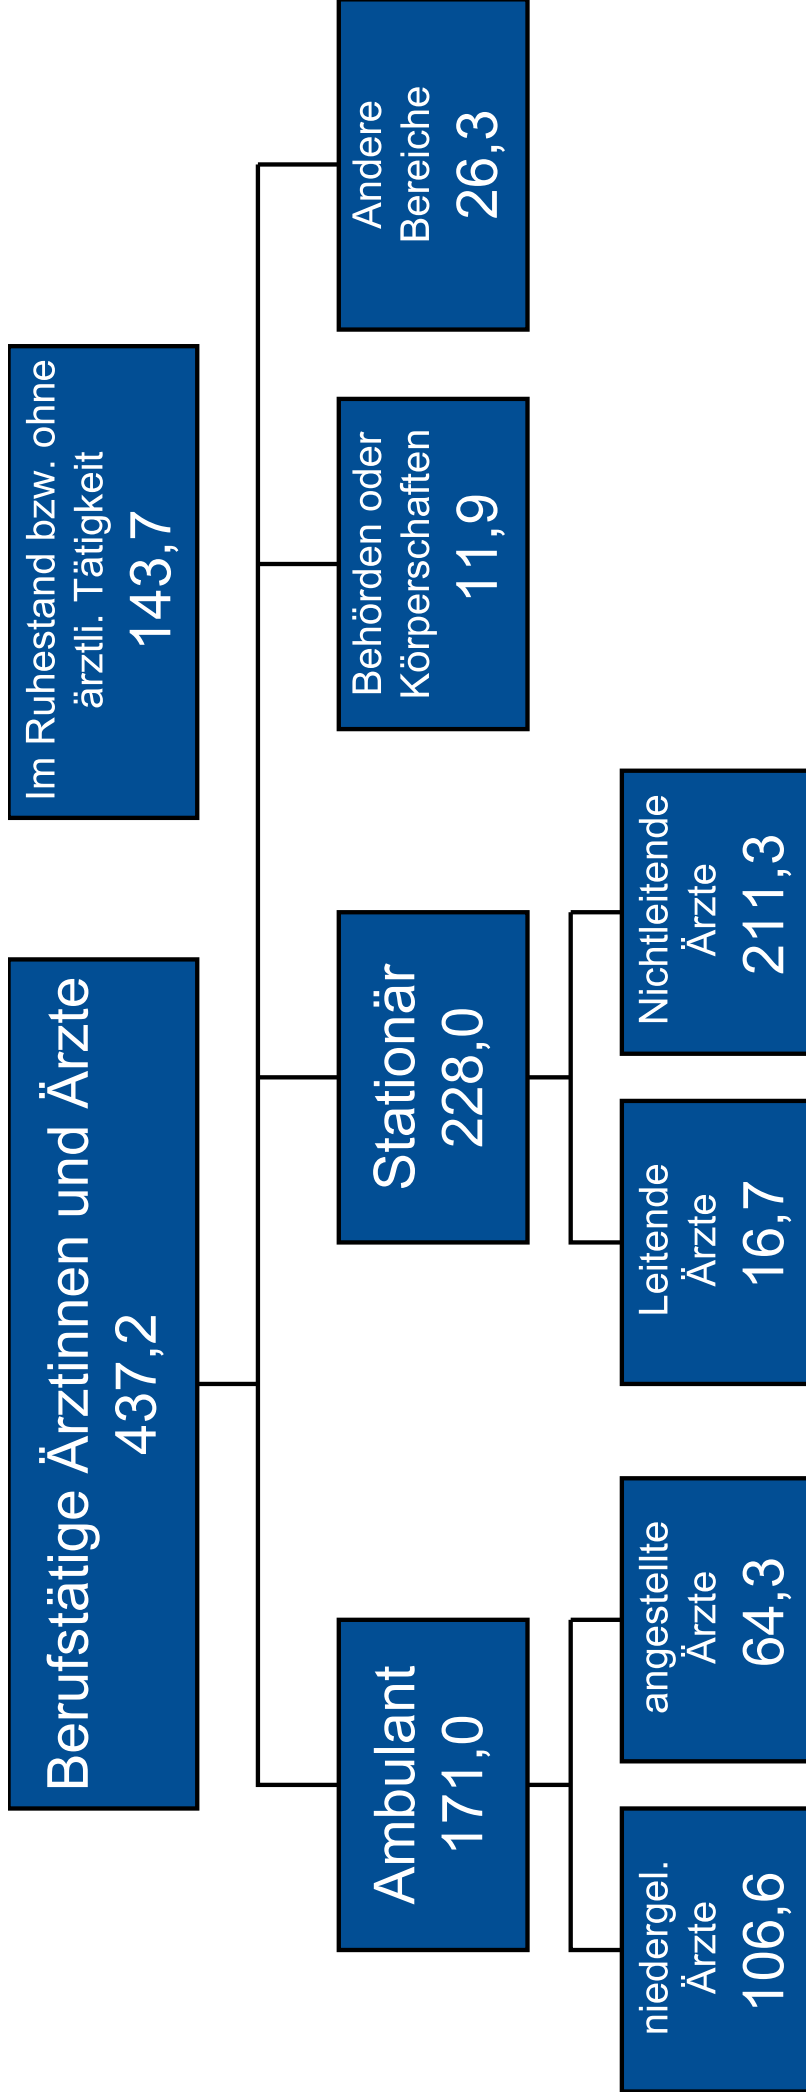 Berufstätige Ärztinnen und Ärzte
437,2
Im Ruhestand bzw. ohne
ärztli. Tätigkeit
143,7
Ambulant
171,0
Stationär
228,0
Behörden oder
Körperschaften
11,9
Andere
Bereiche
26,3
niedergel.
Ärzte
106,6
angestellte
Ärzte
64,3
Leitende
Ärzte
16,7
Nichtleitende
Ärzte
211,3